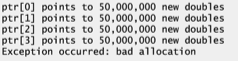 ptr[0] points to 50,000,000 new doubles
ptr[1] points to 50,000,000 new doubles
ptr[2] points to 50,000,000 new doubles
ptr[3] points to 50,000,000 new doubles
Exception occurred: bad allocation